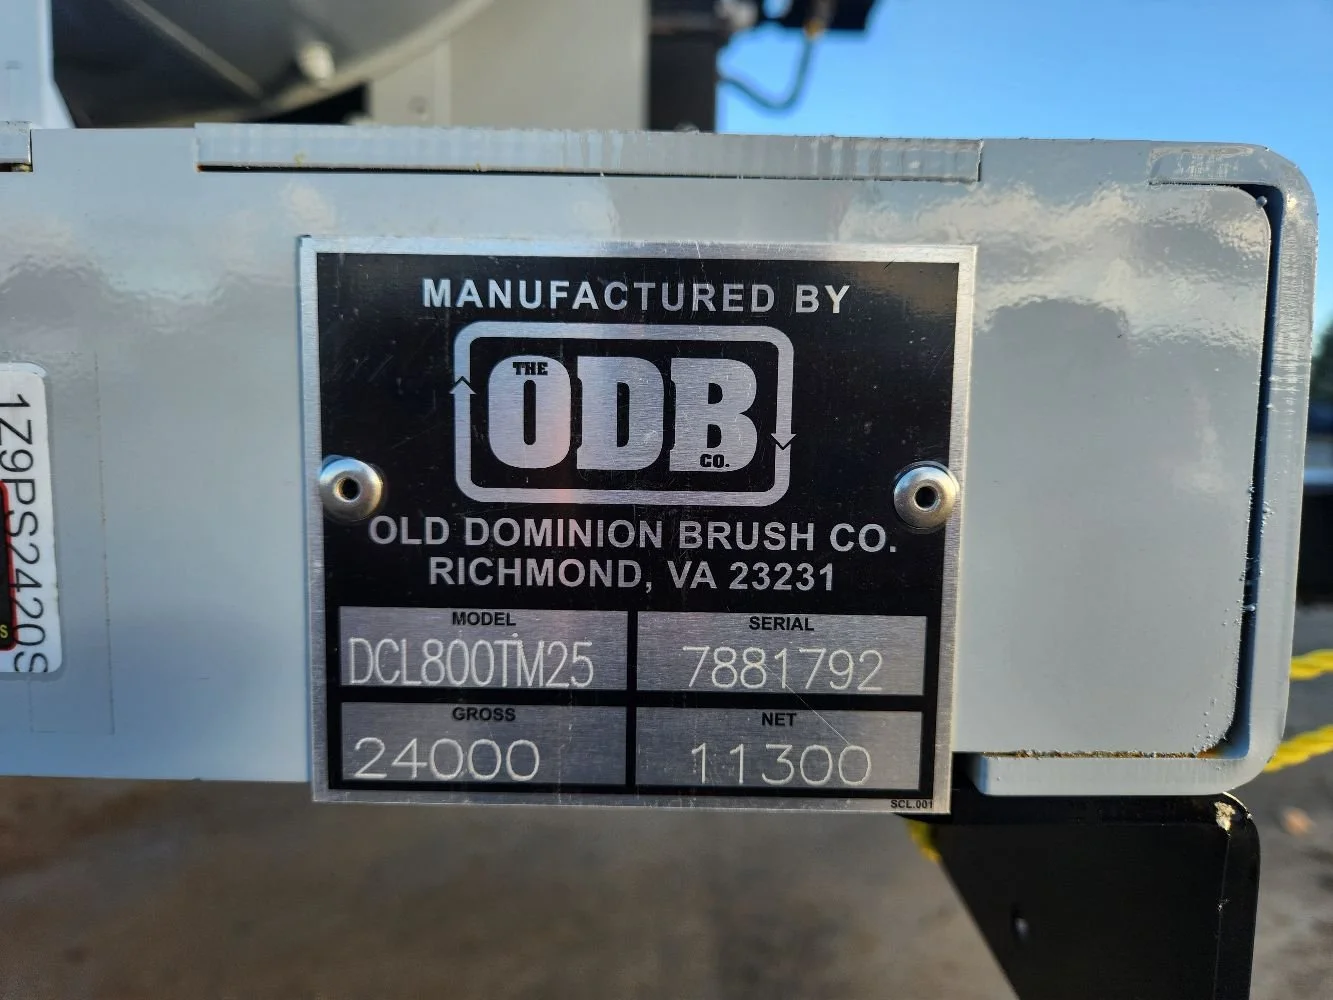 MANUFACTURED BY
THE
ODB
CO.
OLD DOMINION BRUSH CO.
RICHMOND, VA 23231
MODEL
DCL800TM25
SERIAL
7881792
GROSS
24000
NET
11300
SCL.001
1Z9PS2420S
S